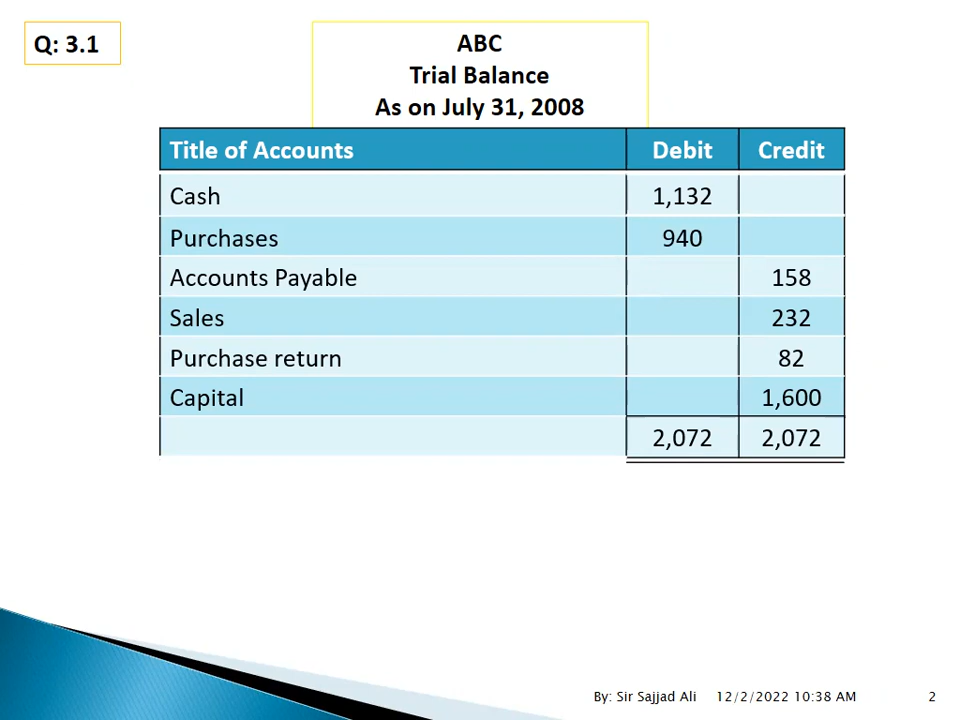 Q: 3.1
ABC
Trial Balance
As on July 31, 2008
Title of Accounts Debit Credit
Cash 1,132
Purchases 940
Accounts Payable 158
Sales 232
Purchase return 82
Capital 1,600
2,072 2,072
By: Sir Sajjad Ali 12/2/2022 10:38 AM 2